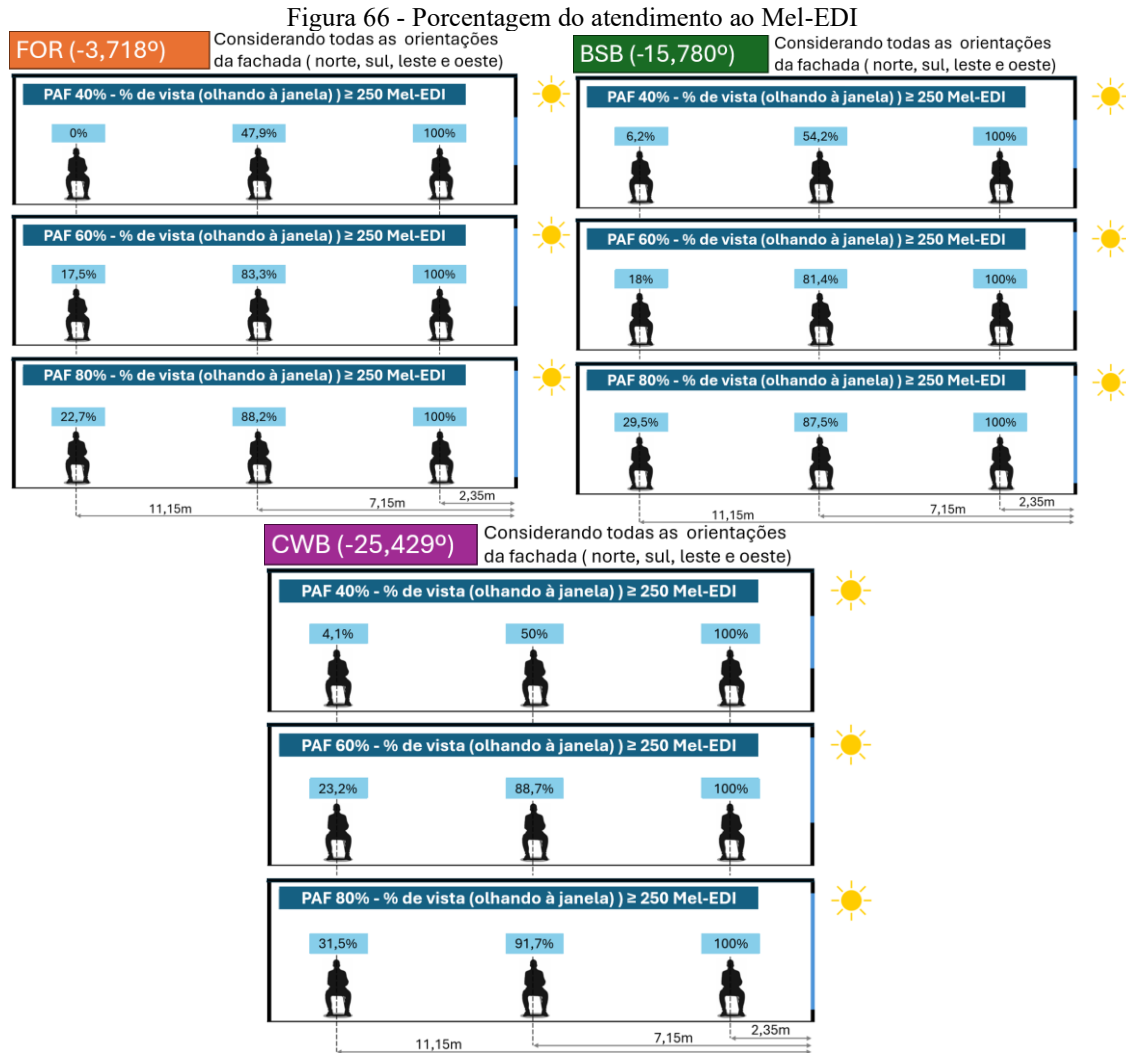 Figura 66 - Porcentagem do atendimento ao Mel-EDI
FOR (-3,718º)
Considerando todas as orientações
da fachada ( norte, sul, leste e oeste)
PAF 40% - % de vista (olhando à janela) ) ≥ 250 Mel-EDI
0%
47,9%
100%
PAF 60% - % de vista (olhando à janela) ) ≥ 250 Mel-EDI
17,5%
83,3%
100%
PAF 80% - % de vista (olhando à janela) ) ≥ 250 Mel-EDI
22,7%
88,2%
100%
2,35m
7,15m
11,15m
BSB (-15,780º)
Considerando todas as orientações
da fachada ( norte, sul, leste e oeste)
PAF 40% - % de vista (olhando à janela) ) ≥ 250 Mel-EDI
6,2%
54,2%
100%
PAF 60% - % de vista (olhando à janela) ) ≥ 250 Mel-EDI
18%
81,4%
100%
PAF 80% - % de vista (olhando à janela) ) ≥ 250 Mel-EDI
29,5%
87,5%
100%
2,35m
7,15m
11,15m
CWB (-25,429º)
Considerando todas as orientações
da fachada ( norte, sul, leste e oeste)
PAF 40% - % de vista (olhando à janela) ) ≥ 250 Mel-EDI
4,1%
50%
100%
PAF 60% - % de vista (olhando à janela) ) ≥ 250 Mel-EDI
23,2%
88,7%
100%
PAF 80% - % de vista (olhando à janela) ) ≥ 250 Mel-EDI
31,5%
91,7%
100%
2,35m
7,15m
11,15m